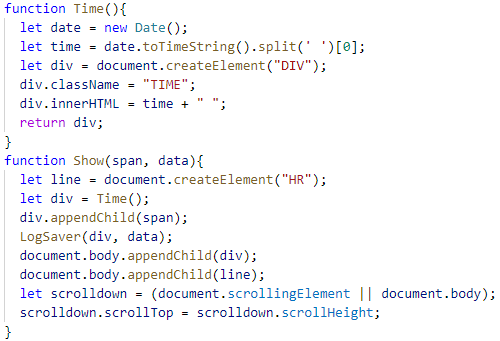 function Time(){
  let date = new Date();
  let time = date.toTimeString().split(' ')[0];
  let div = document.createElement("DIV");
  div.className = "TIME";
  div.innerHTML = time + " ";
  return div;
}
function Show(span, data){
  let line = document.createElement("HR");
  let div = Time();
  div.appendChild(span);
  LogSaver(div, data);
  document.body.appendChild(div);
  document.body.appendChild(line);
  let scrolldown = (document.scrollingElement || document.body);
  scrolldown.scrollTop = scrolldown.scrollHeight;
}